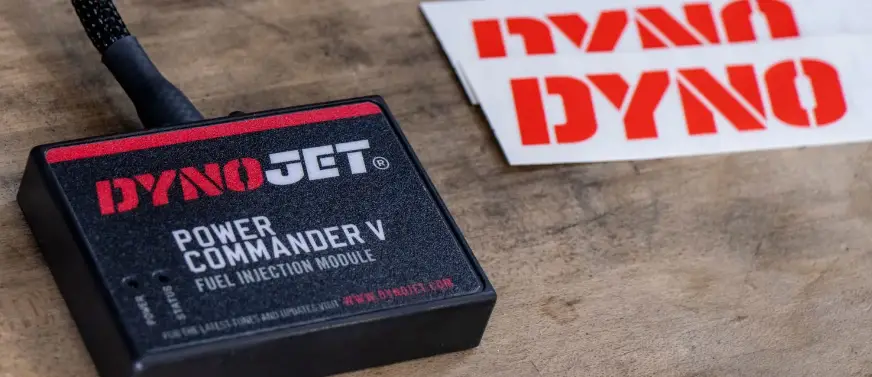 DYNOJET®
POWER
COMMANDER V
FUEL INJECTION MODULE
POWER
STATUS
FOR THE LATEST TUNES AND UPDATES VISIT WWW.DYNOJET.COM
DYNO
DYNO